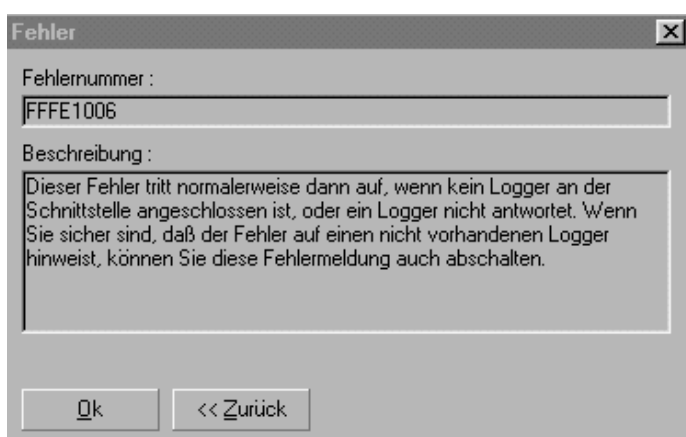 Fehler
Fehlernummer :
FFFE1006
Beschreibung :
Dieser Fehler tritt normalerweise dann auf, wenn kein Logger an der
Schnittstelle angeschlossen ist, oder ein Logger nicht antwortet. Wenn
Sie sicher sind, daß der Fehler auf einen nicht vorhandenen Logger
hinweist, können Sie diese Fehlermeldung auch abschalten.
Ok
<< Zurück